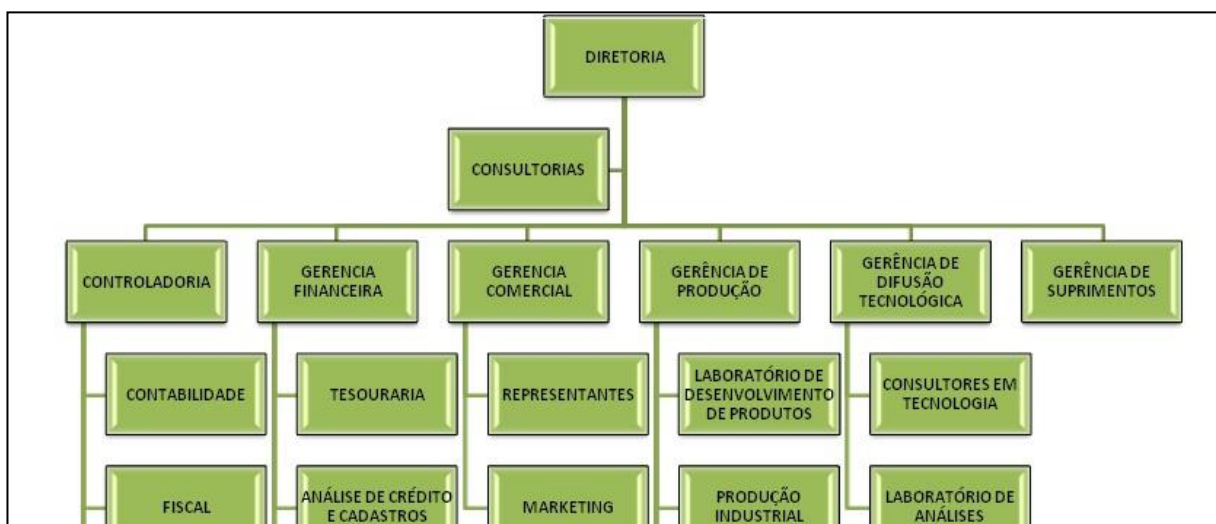 DIRETORIA
CONSULTORIAS
CONTROLADORIA
GERENCIA
FINANCEIRA
GERENCIA
COMERCIAL
GERÊNCIA DE
PRODUÇÃO
GERÊNCIA DE
DIFUSÃO
TECNOLÓGICA
GERÊNCIA DE
SUPRIMENTOS
CONTABILIDADE
TESOURARIA
REPRESENTANTES
LABORATÓRIO DE
DESENVOLVIMENTO
DE PRODUTOS
CONSULTORES EM
TECNOLOGIA
FISCAL
ANÁLISE DE CRÉDITO
E CADASTROS
MARKETING
PRODUÇÃO
INDUSTRIAL
LABORATÓRIO DE
ANÁLISES